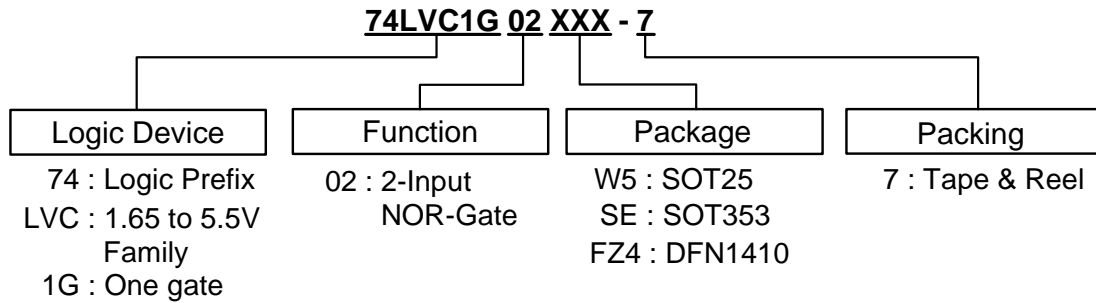 74LVC1G 02 XXX - 7
Logic Device
74 : Logic Prefix
LVC : 1.65 to 5.5V
Family
1G : One gate
Function
02 : 2-Input
NOR-Gate
Package
W5 : SOT25
SE : SOT353
FZ4 : DFN1410
Packing
7 : Tape & Reel